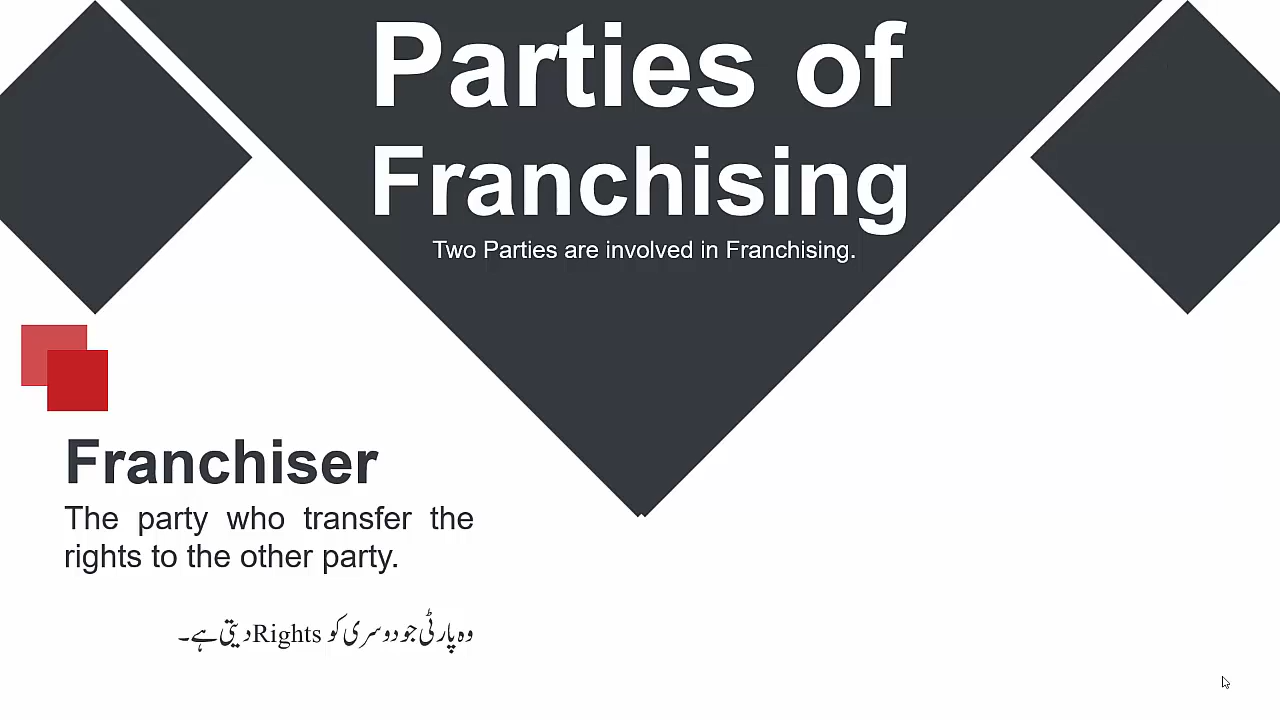 Parties of
Franchising
Two Parties are involved in Franchising.
Franchiser
The party who transfer the
rights to the other party.
وہ پارٹی جو دوسری کو Rights دیتی ہے۔